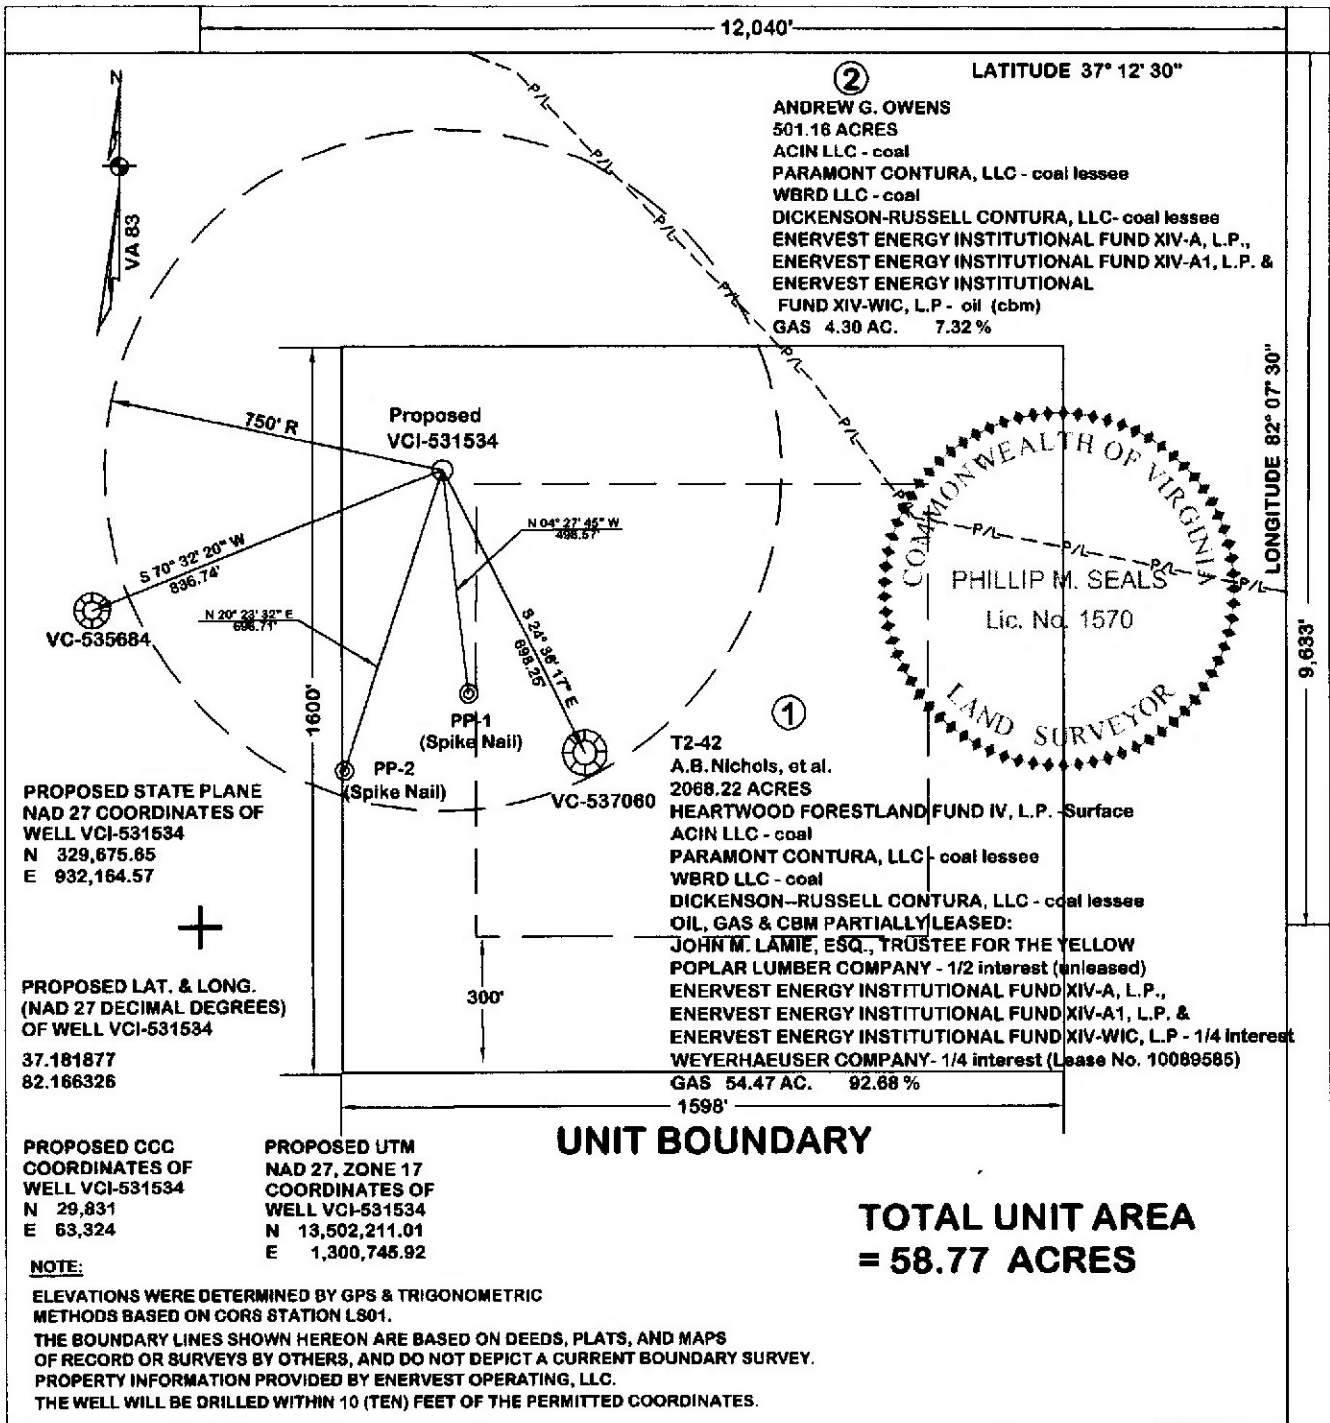 12,040'
LATITUDE 37° 12' 30"
N
VA 83
2
ANDREW G. OWENS
501.16 ACRES
ACIN LLC - coal
PARAMONT CONTURA, LLC - coal lessee
WBRD LLC - coal
DICKENSON-RUSSELL CONTURA, LLC- coal lessee
ENERVEST ENERGY INSTITUTIONAL FUND XIV-A, L.P.,
ENERVEST ENERGY INSTITUTIONAL FUND XIV-A1, L.P. &
ENERVEST ENERGY INSTITUTIONAL
FUND XIV-WIC, L.P - oil (cbm)
GAS 4.30 AC. 7.32 %
P/L
P/L
P/L
P/L
P/L
P/L
P/L
P/L
P/L
P/L
P/L
LONGITUDE 82° 07' 30"
9,633'
750' R
Proposed
VCI-531534
N 04° 27' 45" W
498.57'
S 70° 32' 20" W
836.74'
N 20° 23' 32" E
698.71'
S 24° 36' 17" E
698.25'
VC-535684
PP-1
(Spike Nail)
PP-2
(Spike Nail)
VC-537060
1600'
COMMONWEALTH OF VIRGINIA
PHILLIP M. SEALS
Lic. No. 1570
LAND SURVEYOR
1
T2-42
A.B.Nichols, et al.
2068.22 ACRES
HEARTWOOD FORESTLAND FUND IV, L.P. -Surface
ACIN LLC - coal
PARAMONT CONTURA, LLC - coal lessee
WBRD LLC - coal
DICKENSON--RUSSELL CONTURA, LLC - coal lessee
OIL, GAS & CBM PARTIALLY LEASED:
JOHN M. LAMIE, ESQ., TRUSTEE FOR THE YELLOW
POPLAR LUMBER COMPANY - 1/2 interest (unleased)
ENERVEST ENERGY INSTITUTIONAL FUND XIV-A, L.P.,
ENERVEST ENERGY INSTITUTIONAL FUND XIV-A1, L.P. &
ENERVEST ENERGY INSTITUTIONAL FUND XIV-WIC, L.P - 1/4 interest
WEYERHAEUSER COMPANY- 1/4 interest (Lease No. 10089585)
GAS 54.47 AC. 92.68 %
300'
1598'
PROPOSED STATE PLANE
NAD 27 COORDINATES OF
WELL VCI-531534
N 329,675.65
E 932,164.57
PROPOSED LAT. & LONG.
(NAD 27 DECIMAL DEGREES)
OF WELL VCI-531534
37.181877
82.166326
UNIT BOUNDARY
PROPOSED CCC
COORDINATES OF
WELL VCI-531534
N 29,831
E 63,324
PROPOSED UTM
NAD 27, ZONE 17
COORDINATES OF
WELL VCI-531534
N 13,502,211.01
E 1,300,745.92
TOTAL UNIT AREA
= 58.77 ACRES
NOTE:
ELEVATIONS WERE DETERMINED BY GPS & TRIGONOMETRIC
METHODS BASED ON CORS STATION LS01.
THE BOUNDARY LINES SHOWN HEREON ARE BASED ON DEEDS, PLATS, AND MAPS
OF RECORD OR SURVEYS BY OTHERS, AND DO NOT DEPICT A CURRENT BOUNDARY SURVEY.
PROPERTY INFORMATION PROVIDED BY ENERVEST OPERATING, LLC.
THE WELL WILL BE DRILLED WITHIN 10 (TEN) FEET OF THE PERMITTED COORDINATES.